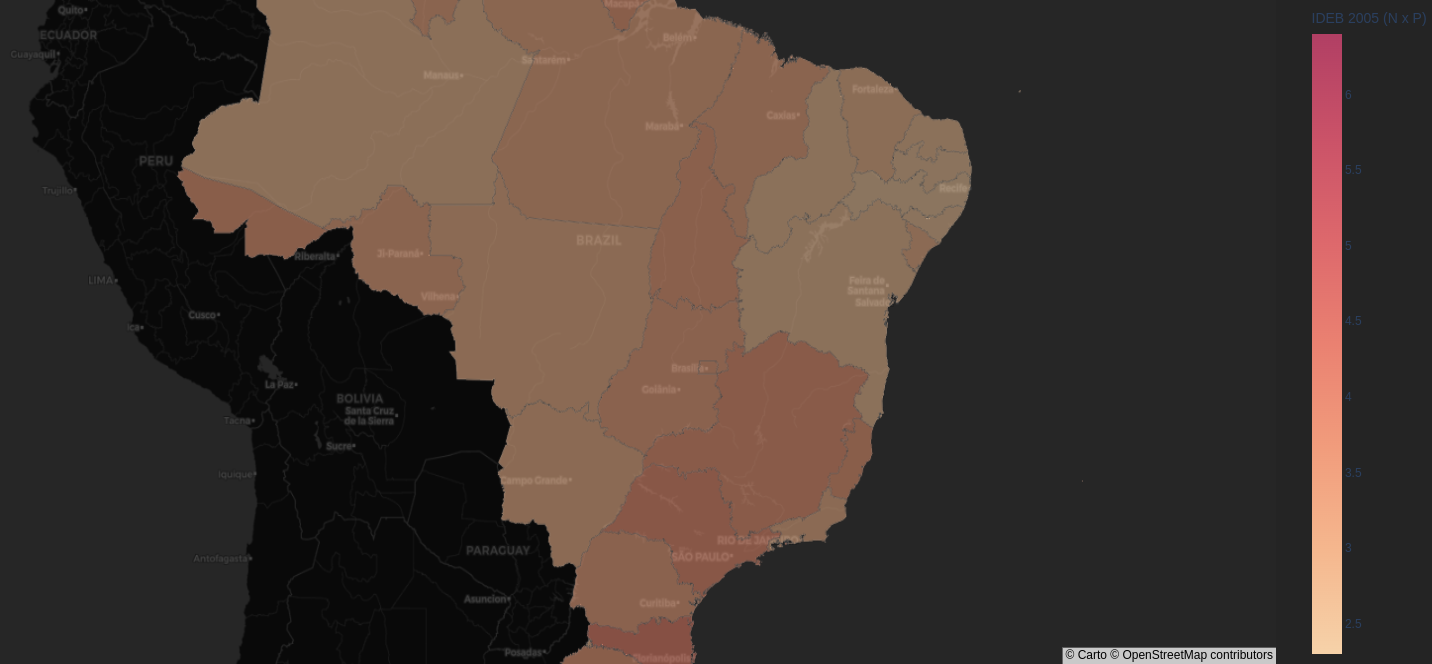 IDEB 2005 (N x P)
Quito
Macapá
ECUADOR
Belém
Guayaquil
Santarém
Manaus
Fortaleza
6
Caxias
Marabá
PERU
5.5
Trujillo
Recife
BRAZIL
5
Ji-Paraná
Riberalta
LIMA
Feira de
Santana
Vilhena
Salvador
Cusco
4.5
Ica
Brasília
La Paz
Goiânia
BOLIVIA
4
Santa Cruz
de la Sierra
Tacna
Sucre
Iquique
3.5
Campo Grande
RIO DE JANEIRO
3
PARAGUAY
SÃO PAULO
Antofagasta
Asuncion
Curitiba
2.5
Posadas
Florianópolis
© Carto © OpenStreetMap contributors